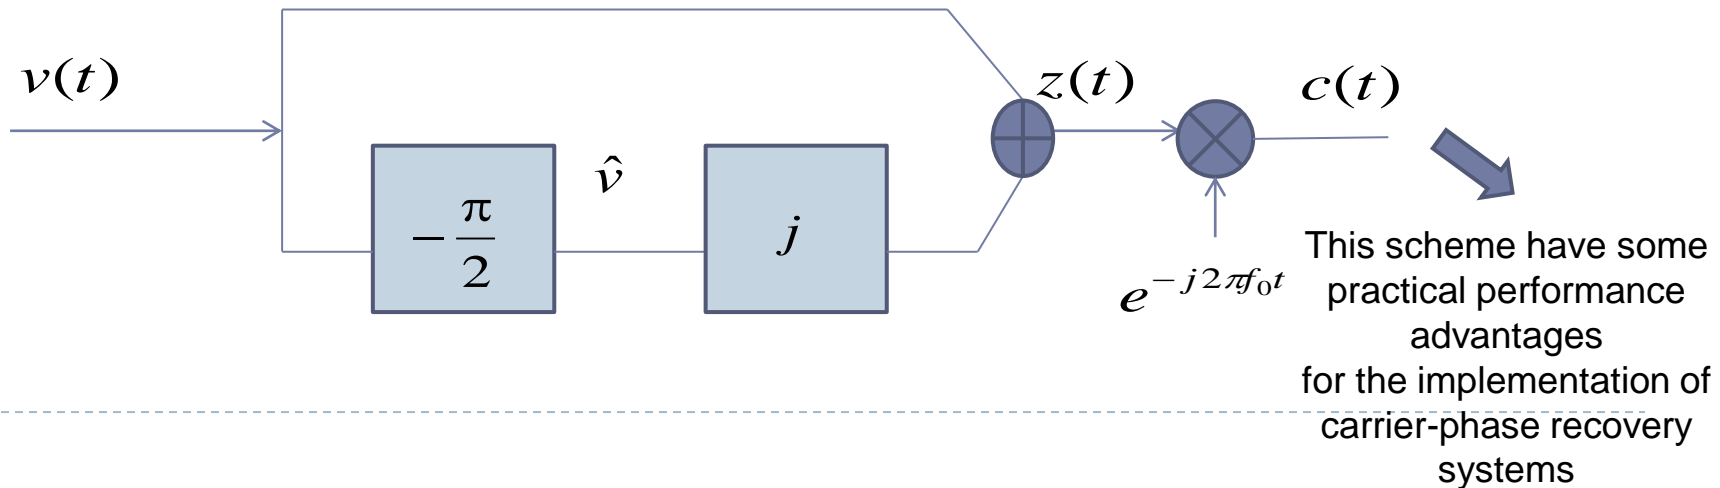 v(t)
z(t)
c(t)
v̂
− π/2
j
e^{−j2πf₀t}
This scheme have some
practical performance
advantages
for the implementation of
carrier-phase recovery
systems